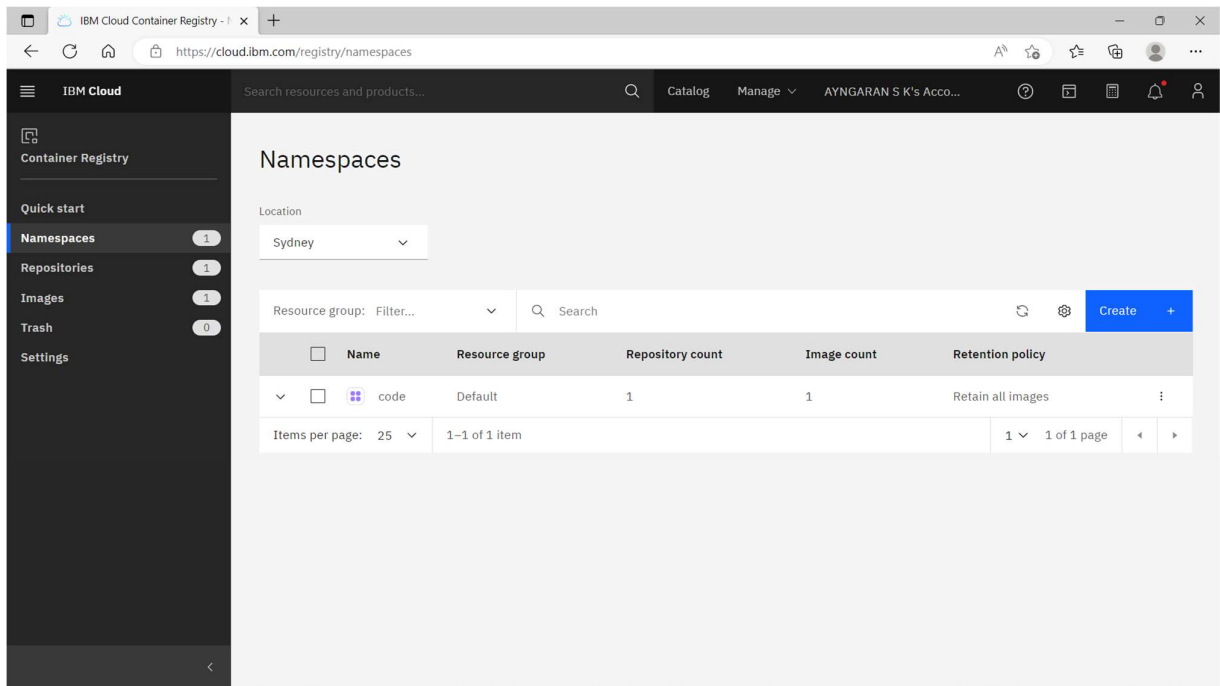 IBM Cloud Container Registry - N
https://cloud.ibm.com/registry/namespaces
IBM Cloud
Search resources and products...
Catalog
Manage
AYNGARAN S K's Acco...
Container Registry
Quick start
Namespaces 1
Repositories 1
Images 1
Trash 0
Settings
Namespaces
Location
Sydney
Resource group: Filter...
Search
Create +
Name Resource group Repository count Image count Retention policy
code Default 1 1 Retain all images
Items per page: 25 1–1 of 1 item 1 1 of 1 page